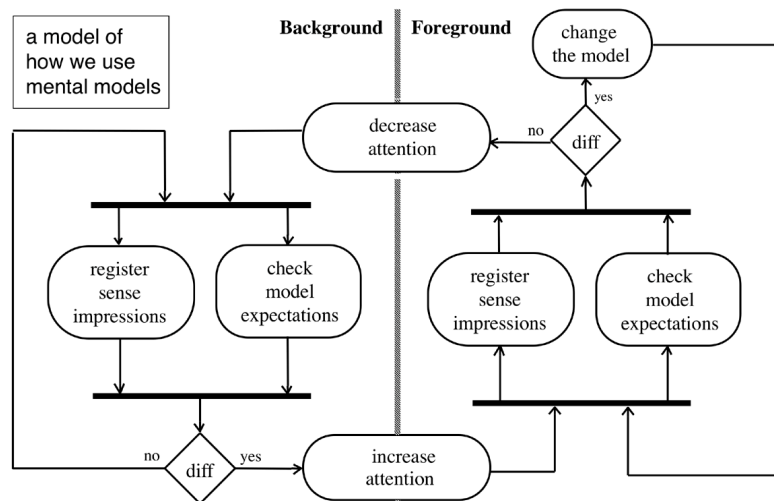 a model of
how we use
mental models
Background
Foreground
change
the model
yes
no
diff
decrease
attention
register
sense
impressions
check
model
expectations
register
sense
impressions
check
model
expectations
no
diff
yes
increase
attention